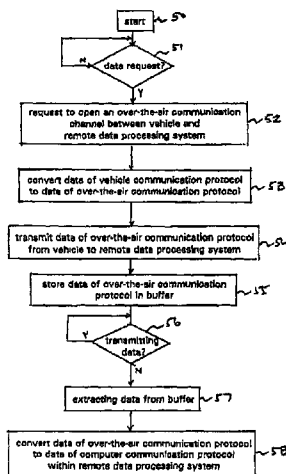 start
50
51
data request?
N
Y
request to open an over-the-air communication
channel between vehicle and
remote data processing system
52
convert data of vehicle communication protocol
to data of over-the-air communication protocol
53
transmit data of over-the-air communication protocol
from vehicle to remote data processing system
54
store data of over-the-air communication
protocol in buffer
55
56
transmitting
data?
Y
N
extracting data from buffer
57
convert data of over-the-air communication protocol
to data of computer communication protocol
within remote data processing system
58